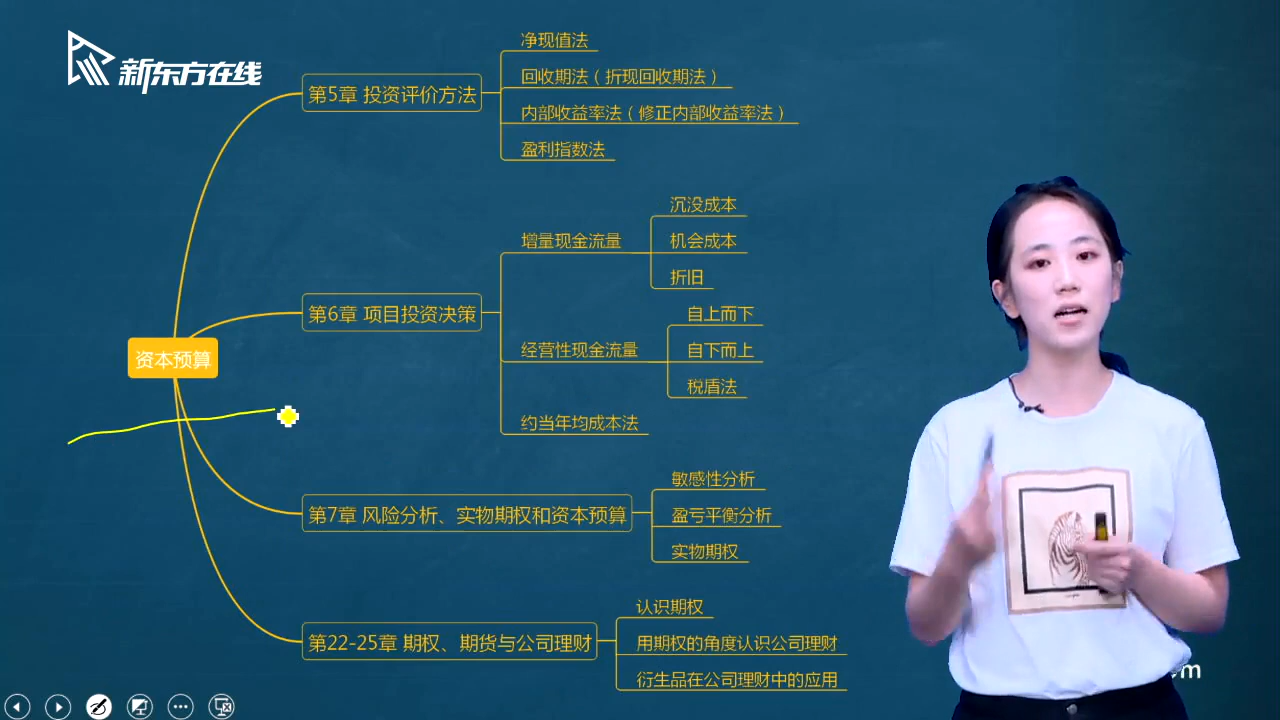 新东方在线
资本预算
第5章 投资评价方法
净现值法
回收期法（折现回收期法）
内部收益率法（修正内部收益率法）
盈利指数法
第6章 项目投资决策
增量现金流量
沉没成本
机会成本
折旧
经营性现金流量
自上而下
自下而上
税盾法
约当年均成本法
第7章 风险分析、实物期权和资本预算
敏感性分析
盈亏平衡分析
实物期权
第22-25章 期权、期货与公司理财
认识期权
用期权的角度认识公司理财
衍生品在公司理财中的应用